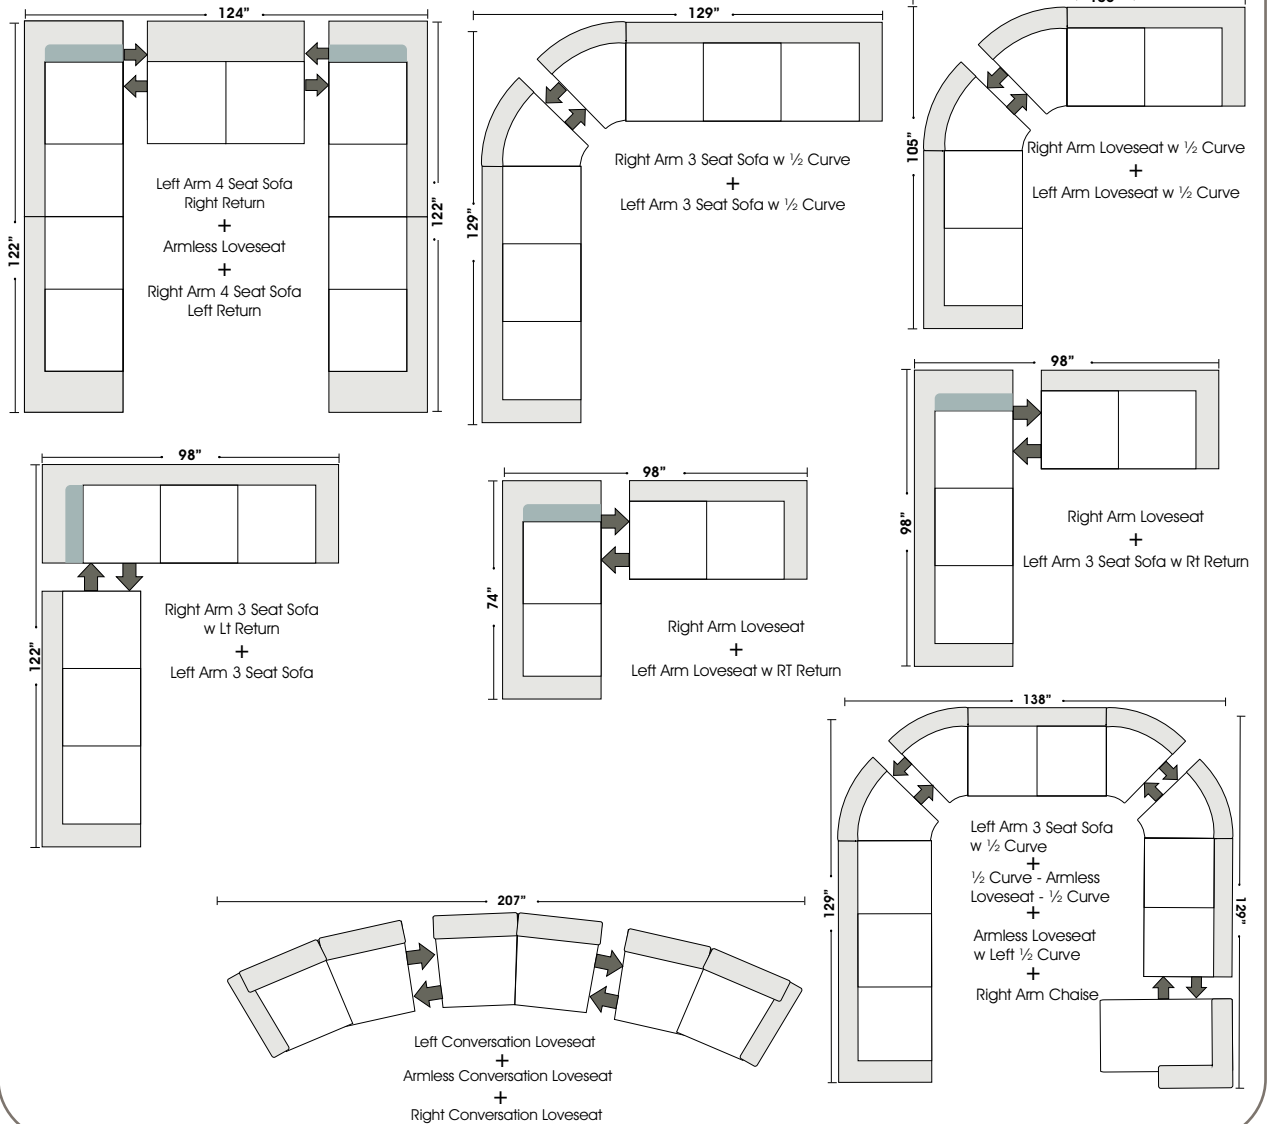 124”
122”
122”
Left Arm 4 Seat Sofa
Right Return
+
Armless Loveseat
+
Right Arm 4 Seat Sofa
Left Return
129”
129”
Right Arm 3 Seat Sofa w ½ Curve
+
Left Arm 3 Seat Sofa w ½ Curve
105”
Right Arm Loveseat w ½ Curve
+
Left Arm Loveseat w ½ Curve
98”
98”
Right Arm Loveseat
+
Left Arm 3 Seat Sofa w Rt Return
98”
122”
Right Arm 3 Seat Sofa
w Lt Return
+
Left Arm 3 Seat Sofa
98”
74”
Right Arm Loveseat
+
Left Arm Loveseat w RT Return
138”
129”
129”
Left Arm 3 Seat Sofa
w ½ Curve
+
½ Curve - Armless
Loveseat - ½ Curve
+
Armless Loveseat
w Left ½ Curve
+
Right Arm Chaise
207”
Left Conversation Loveseat
+
Armless Conversation Loveseat
+
Right Conversation Loveseat